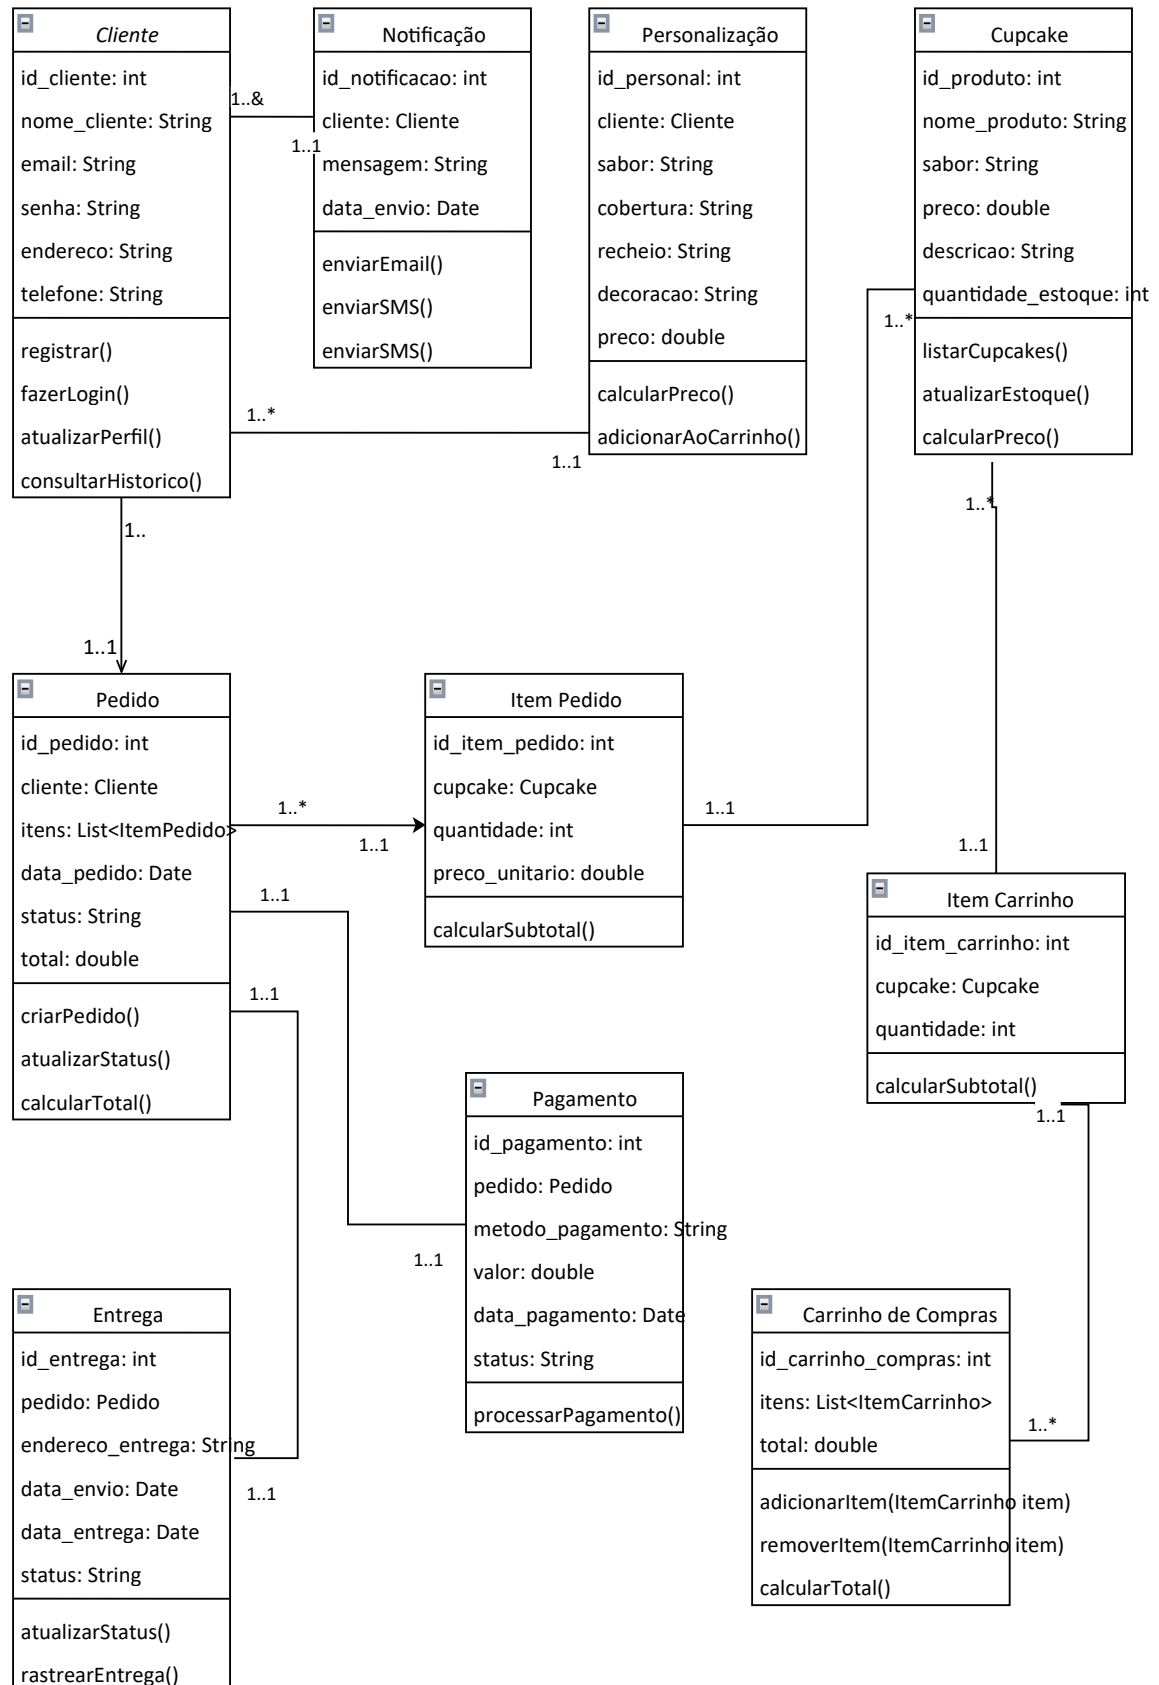 Cliente
id_cliente: int
nome_cliente: String
email: String
senha: String
endereco: String
telefone: String
registrar()
fazerLogin()
atualizarPerfil()
consultarHistorico()
1..&
1..1
Notificação
id_notificacao: int
cliente: Cliente
mensagem: String
data_envio: Date
enviarEmail()
enviarSMS()
enviarSMS()
1..*
1..1
Personalização
id_personal: int
cliente: Cliente
sabor: String
cobertura: String
recheio: String
decoracao: String
preco: double
calcularPreco()
adicionarAoCarrinho()
Cupcake
id_produto: int
nome_produto: String
sabor: String
preco: double
descricao: String
quantidade_estoque: int
listarCupcakes()
atualizarEstoque()
calcularPreco()
1..*
1..*
1..
1..1
Pedido
id_pedido: int
cliente: Cliente
itens: List<ItemPedido>
data_pedido: Date
status: String
total: double
criarPedido()
atualizarStatus()
calcularTotal()
1..*
1..1
1..1
1..1
Item Pedido
id_item_pedido: int
cupcake: Cupcake
quantidade: int
preco_unitario: double
calcularSubtotal()
1..1
1..1
Item Carrinho
id_item_carrinho: int
cupcake: Cupcake
quantidade: int
calcularSubtotal()
1..1
Pagamento
id_pagamento: int
pedido: Pedido
metodo_pagamento: String
valor: double
data_pagamento: Date
status: String
processarPagamento()
1..1
Entrega
id_entrega: int
pedido: Pedido
endereco_entrega: String
data_envio: Date
data_entrega: Date
status: String
atualizarStatus()
rastrearEntrega()
1..1
Carrinho de Compras
id_carrinho_compras: int
itens: List<ItemCarrinho>
total: double
adicionarItem(ItemCarrinho item)
removerItem(ItemCarrinho item)
calcularTotal()
1..*